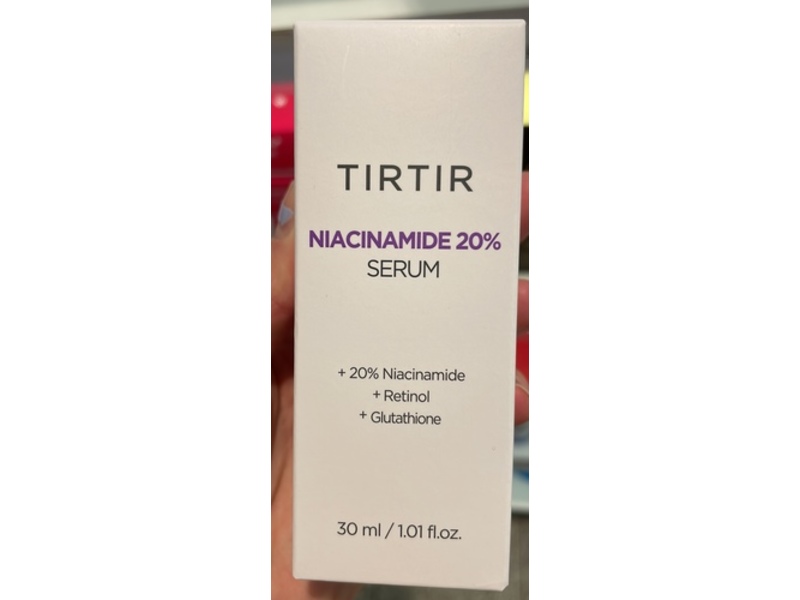 TIRTIR
NIACINAMIDE 20%
SERUM
+ 20% Niacinamide
+ Retinol
+ Glutathione
30 ml / 1.01 fl.oz.